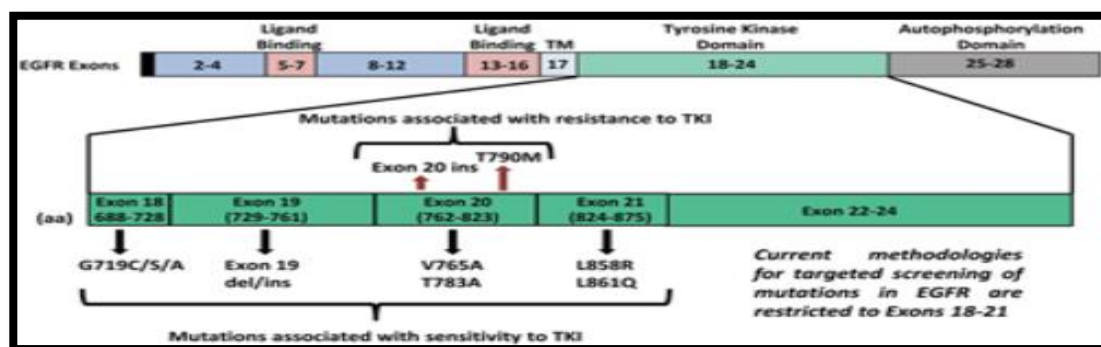 Ligand Binding
Ligand Binding
TM
Tyrosine Kinase Domain
Autophosphorylation Domain
EGFR Exons
2-4
5-7
8-12
13-16
17
18-24
25-28
Mutations associated with resistance to TKI
Exon 20 ins
T790M
(aa)
Exon 18
688-728
Exon 19
(729-761)
Exon 20
(762-823)
Exon 21
(824-875)
Exon 22-24
G719C/S/A
Exon 19
del/ins
V765A
T783A
L858R
L861Q
Current methodologies
for targeted screening of
mutations in EGFR are
restricted to Exons 18-21
Mutations associated with sensitivity to TKI